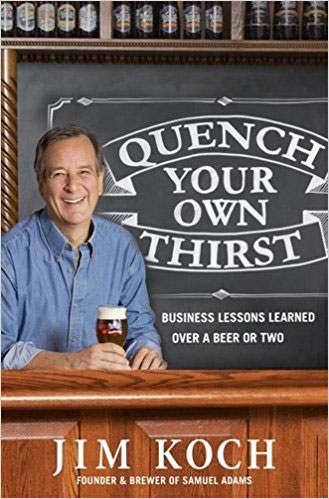 QUENCH
YOUR
OWN
THIRST
BUSINESS LESSONS LEARNED
OVER A BEER OR TWO
JIM KOCH
FOUNDER & BREWER OF SAMUEL ADAMS